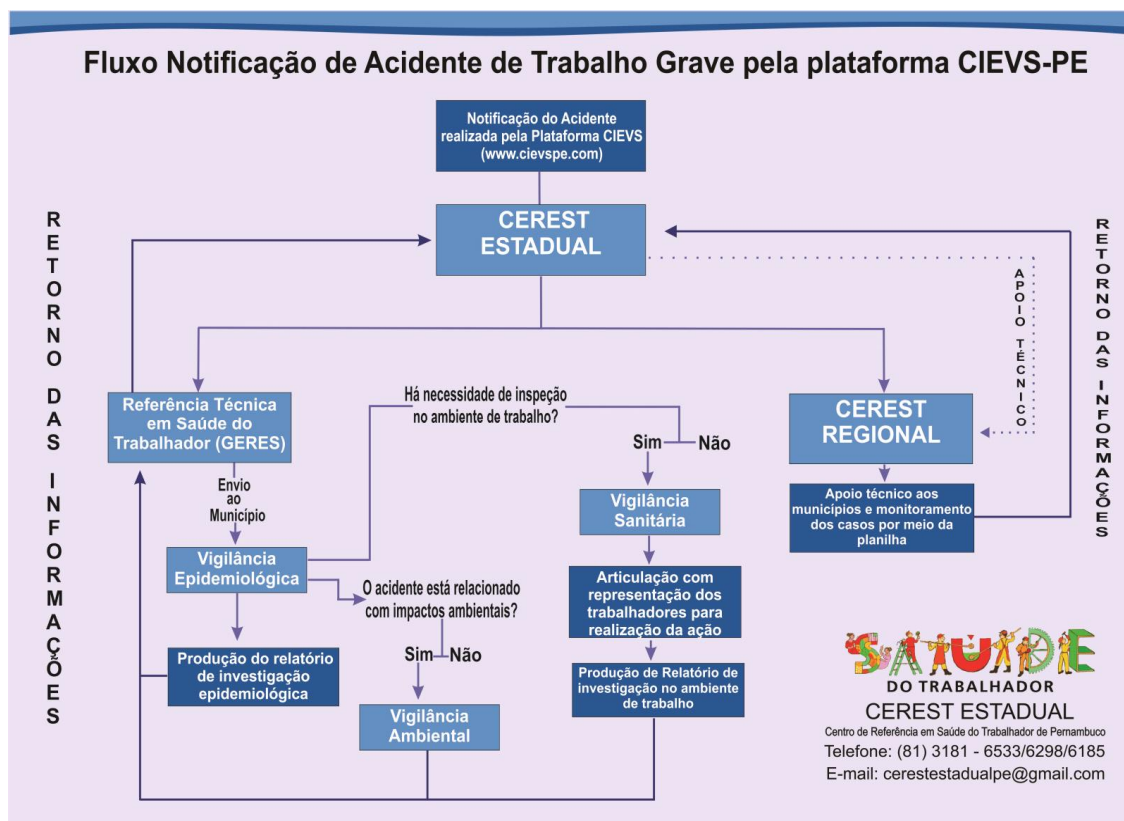 Fluxo Notificação de Acidente de Trabalho Grave pela plataforma CIEVS-PE
Notificação do Acidente
realizada pela Plataforma CIEVS
(www.cievspe.com)
CEREST
ESTADUAL
RETORNO DAS INFORMAÇÕES
RETORNO DAS INFORMAÇÕES
APOIO TÉCNICO
Referência Técnica
em Saúde do
Trabalhador (GERES)
Há necessidade de inspeção
no ambiente de trabalho?
CEREST
REGIONAL
Sim Não
Envio
ao
Município
Vigilância
Sanitária
Apoio técnico aos
municípios e monitoramento
dos casos por meio da
planilha
Vigilância
Epidemiológica
O acidente está relacionado
com impactos ambientais?
Articulação com
representação dos
trabalhadores para
realização da ação
Sim Não
Produção do relatório
de investigação
epidemiológica
Produção de Relatório de
investigação no ambiente
de trabalho
Vigilância
Ambiental
SAÚDE
DO TRABALHADOR
CEREST ESTADUAL
Centro de Referência em Saúde do Trabalhador de Pernambuco
Telefone: (81) 3181 - 6533/6298/6185
E-mail: cerestestadualpe@gmail.com